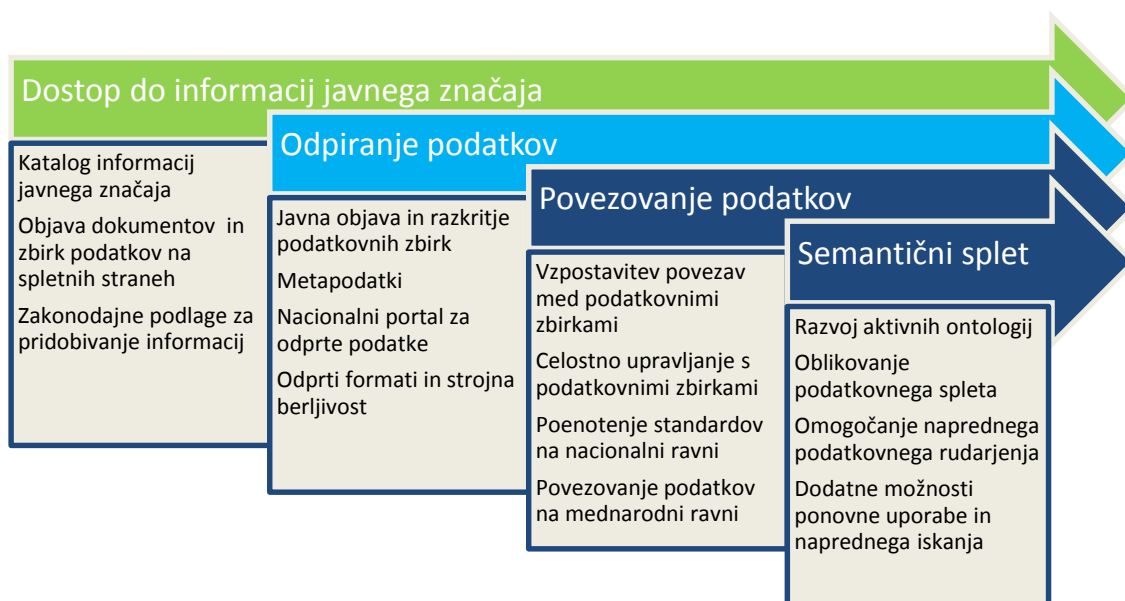 Dostop do informacij javnega značaja
Katalog informacij
javnega značaja
Objava dokumentov in
zbirk podatkov na
spletnih straneh
Zakonodajne podlage za
pridobivanje informacij
Odpiranje podatkov
Javna objava in razkritje
podatkovnih zbirk
Metapodatki
Nacionalni portal za
odprte podatke
Odprti formati in strojna
berljivost
Povezovanje podatkov
Vzpostavitev povezav
med podatkovnimi
zbirkami
Celostno upravljanje s
podatkovnimi zbirkami
Poenotenje standardov
na nacionalni ravni
Povezovanje podatkov
na mednarodni ravni
Semantični splet
Razvoj aktivnih ontologij
Oblikovanje
podatkovnega spleta
Omogočanje naprednega
podatkovnega rudarjenja
Dodatne možnosti
ponovne uporabe in
naprednega iskanja